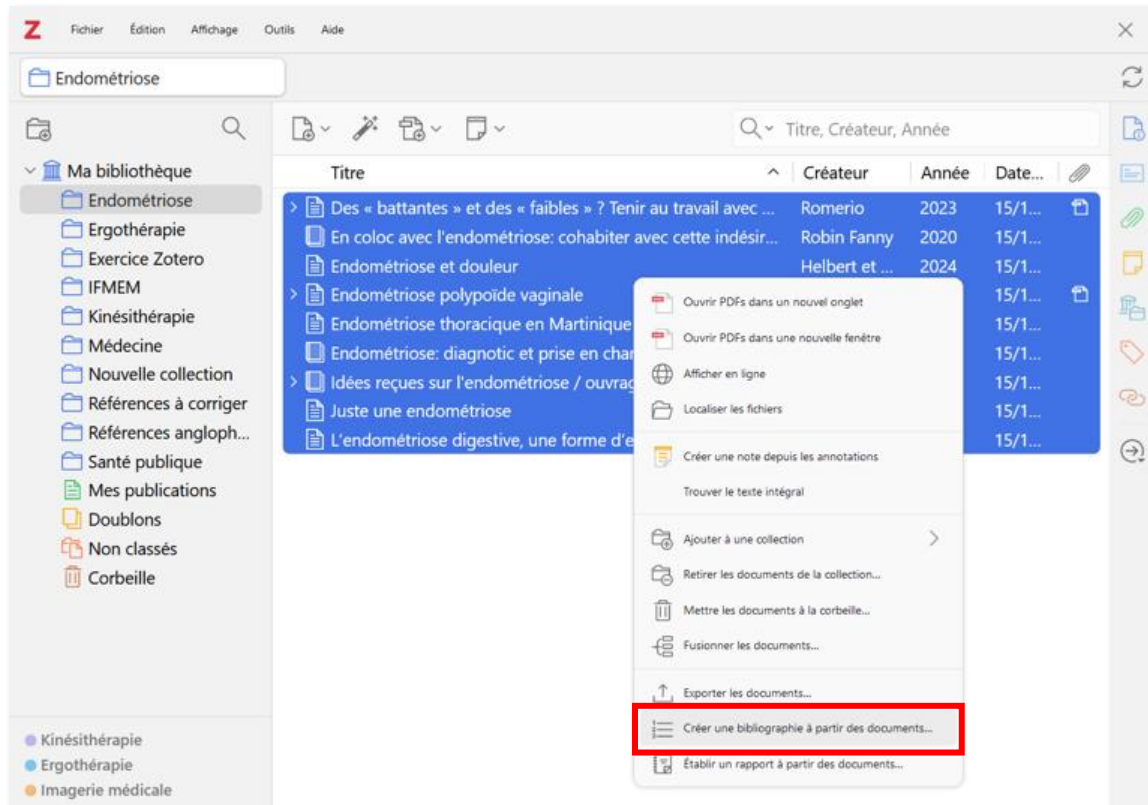 Z Fichier Édition Affichage Outils Aide
Endométriose
Titre, Créateur, Année
Ma bibliothèque
Endométriose
Ergothérapie
Exercice Zotero
IFMEM
Kinésithérapie
Médecine
Nouvelle collection
Références à corriger
Références angloph...
Santé publique
Mes publications
Doublons
Non classés
Corbeille
Kinésithérapie
Ergothérapie
Imagerie médicale
Titre Créateur Année Date...
Des « battantes » et des « faibles » ? Tenir au travail avec ... Romerio 2023 15/1...
En coloc avec l'endométriose: cohabiter avec cette indésir... Robin Fanny 2020 15/1...
Endométriose et douleur Helbert et ... 2024 15/1...
Endométriose polypoïde vaginale 15/1...
Endométriose thoracique en Martinique 15/1...
Endométriose: diagnotic et prise en char 15/1...
Idées reçues sur l'endométriose / ouvrag 15/1...
Juste une endométriose 15/1...
L'endométriose digestive, une forme d'e 15/1...
Ouvrir PDFs dans un nouvel onglet
Ouvrir PDFs dans une nouvelle fenêtre
Afficher en ligne
Localiser les fichiers
Créer une note depuis les annotations
Trouver le texte intégral
Ajouter à une collection
Retirer les documents de la collection...
Mettre les documents à la corbeille...
Fusionner les documents...
Exporter les documents...
Créer une bibliographie à partir des documents...
Établir un rapport à partir des documents...